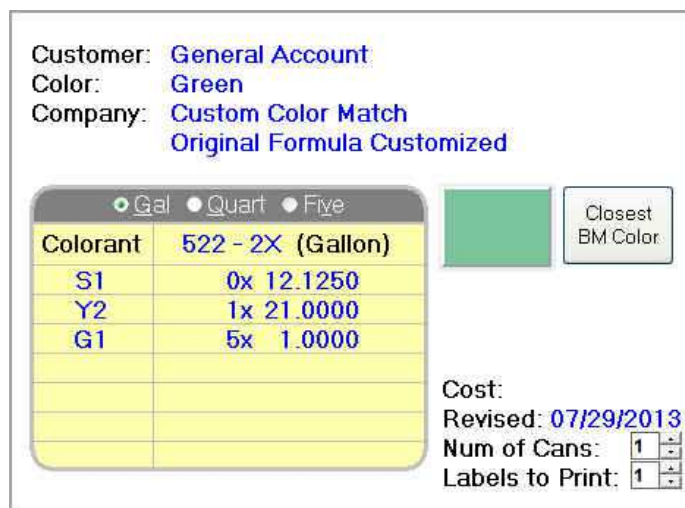 Customer: General Account
Color: Green
Company: Custom Color Match
Original Formula Customized
Gal Quart Five
Colorant 522 - 2X (Gallon)
S1 0x 12.1250
Y2 1x 21.0000
G1 5x 1.0000
Closest
BM Color
Cost:
Revised: 07/29/2013
Num of Cans: 1
Labels to Print: 1